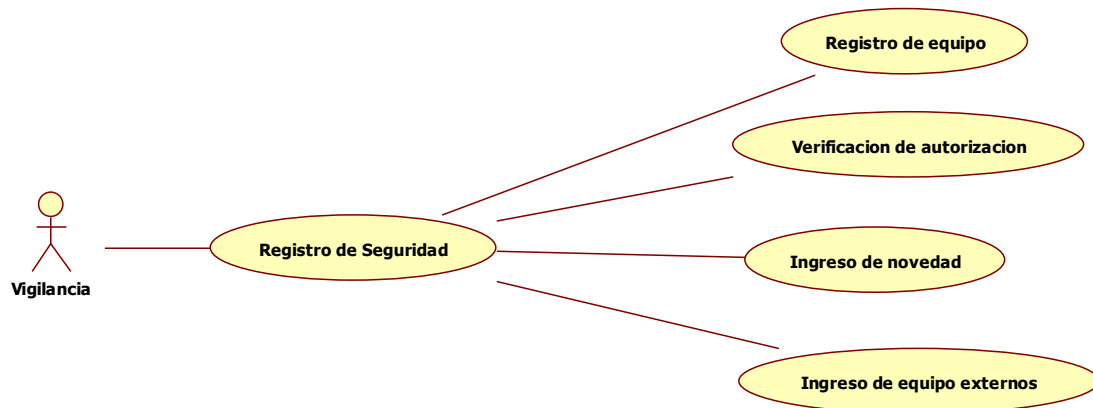 Registro de equipo
Verificacion de autorizacion
Registro de Seguridad
Ingreso de novedad
Vigilancia
Ingreso de equipo externos